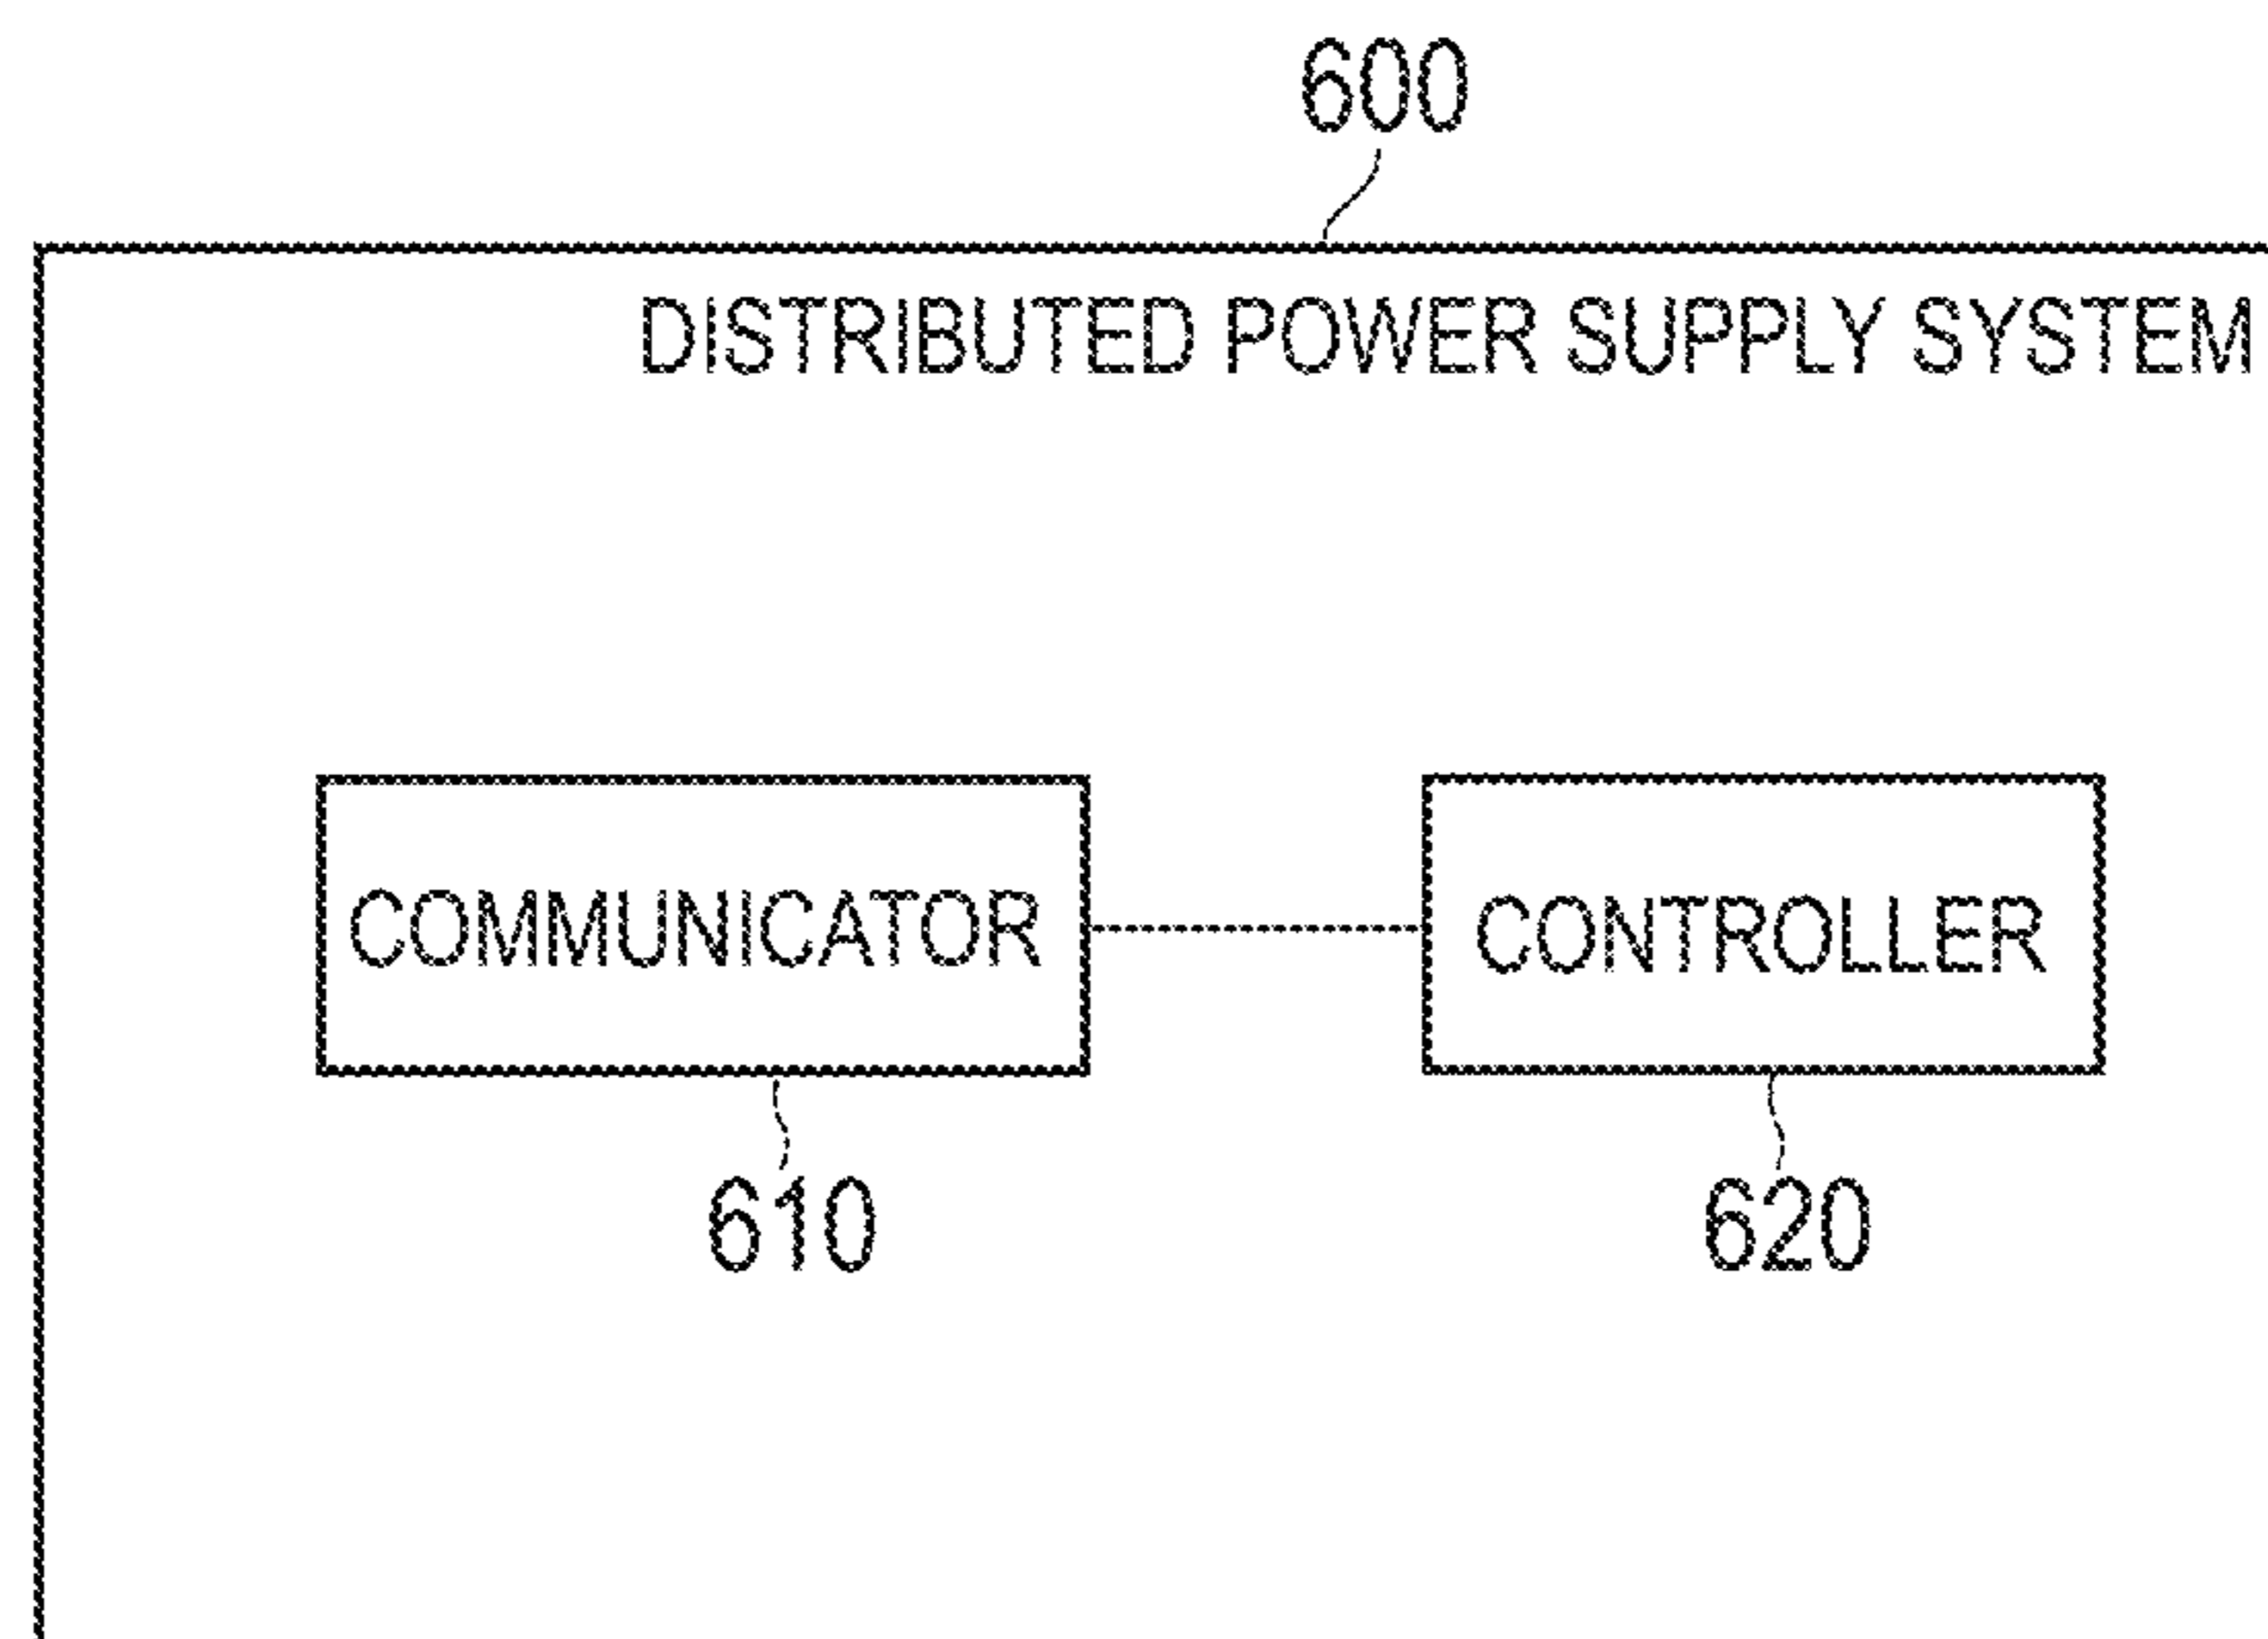 600
DISTRIBUTED POWER SUPPLY SYSTEM
COMMUNICATOR
CONTROLLER
610
620